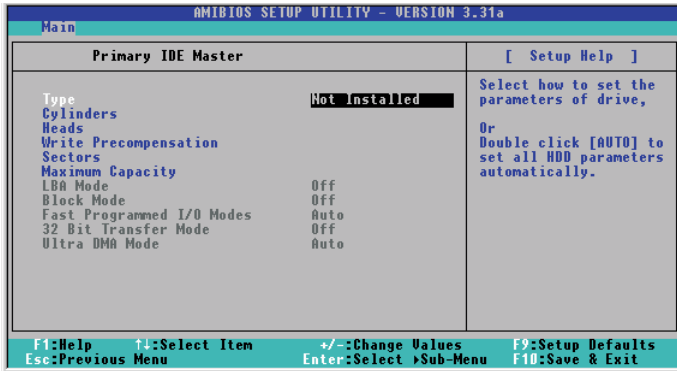 AMIBIOS SETUP UTILITY - VERSION 3.31a
Main
Primary IDE Master
[ Setup Help ]
Type Not Installed
Cylinders
Heads
Write Precompensation
Sectors
Maximum Capacity
LBA Mode Off
Block Mode Off
Fast Programmed I/O Modes Auto
32 Bit Transfer Mode Off
Ultra DMA Mode Auto
Select how to set the
parameters of drive,
Or
Double click [AUTO] to
set all HDD parameters
automatically.
F1:Help ↑↓:Select Item +/-:Change Values F9:Setup Defaults
Esc:Previous Menu Enter:Select ▸Sub-Menu F10:Save & Exit